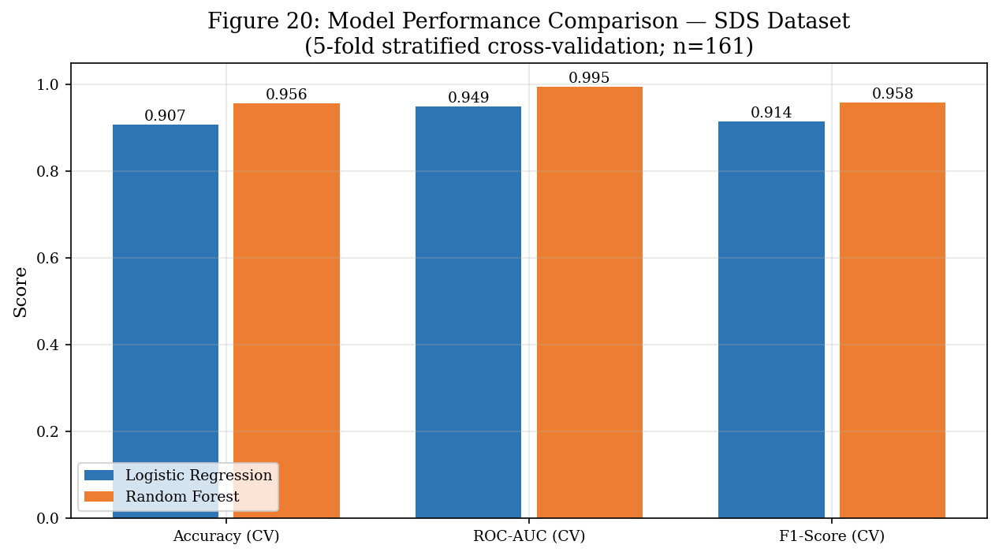 Figure 20: Model Performance Comparison — SDS Dataset
(5-fold stratified cross-validation; n=161)
Score
1.0
0.8
0.6
0.4
0.2
0.0
0.907
0.956
0.949
0.995
0.914
0.958
Logistic Regression
Random Forest
Accuracy (CV)
ROC-AUC (CV)
F1-Score (CV)